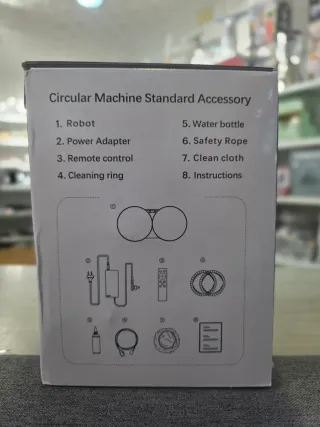 Circular Machine Standard Accessory
1. Robot
2. Power Adapter
3. Remote control
4. Cleaning ring
5. Water bottle
6. Safety Rope
7. Clean cloth
8. Instructions